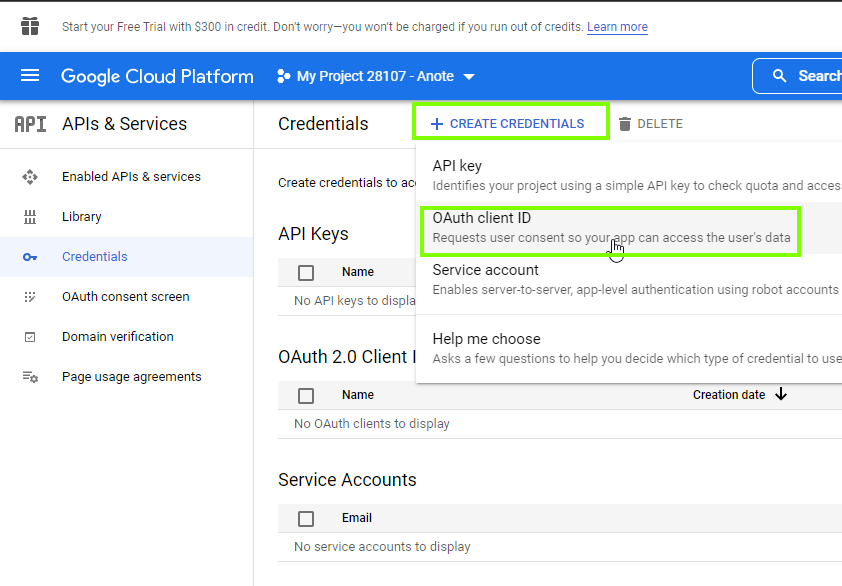 Start your Free Trial with $300 in credit. Don't worry—you won't be charged if you run out of credits. Learn more
Google Cloud Platform
My Project 28107 - Anote
Search
API
APIs & Services
Credentials
+ CREATE CREDENTIALS
DELETE
Enabled APIs & services
Library
Credentials
OAuth consent screen
Domain verification
Page usage agreements
Create credentials to
API key
Identifies your project using a simple API key to check quota and
OAuth client ID
Requests user consent so your app can access the user's data
Service account
Enables server-to-server, app-level authentication using robot accounts
Help me choose
Asks a few questions to help you decide which type of credential to use
API Keys
Name
No API keys to
OAuth 2.0 Client
Name
Creation date
No OAuth clients to display
Service Accounts
Email
No service accounts to display